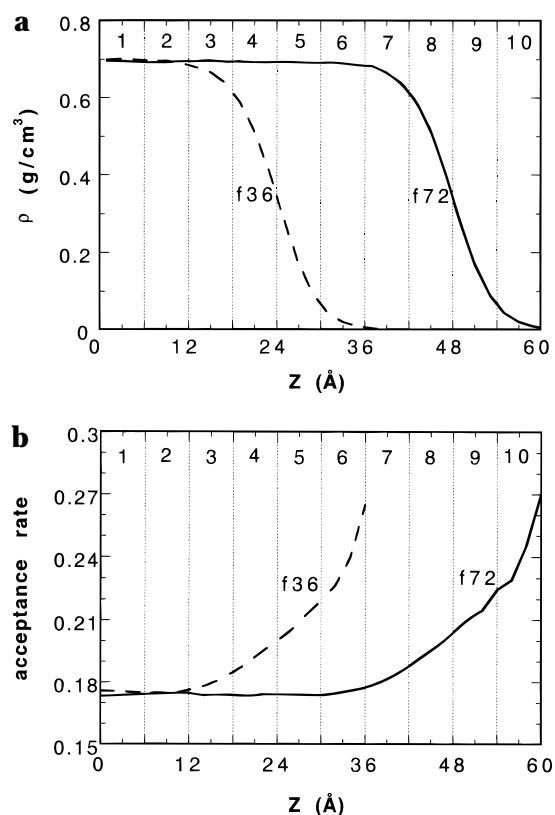 a
0.8
1 2 3 4 5 6 7 8 9 10
0.6
0.4
0.2
0
ρ (g/cm³)
f36
f72
0 12 24 36 48 60
Z (Å)
b
0.3
1 2 3 4 5 6 7 8 9 10
0.27
0.24
0.21
0.18
0.15
acceptance rate
f36
f72
0 12 24 36 48 60
Z (Å)